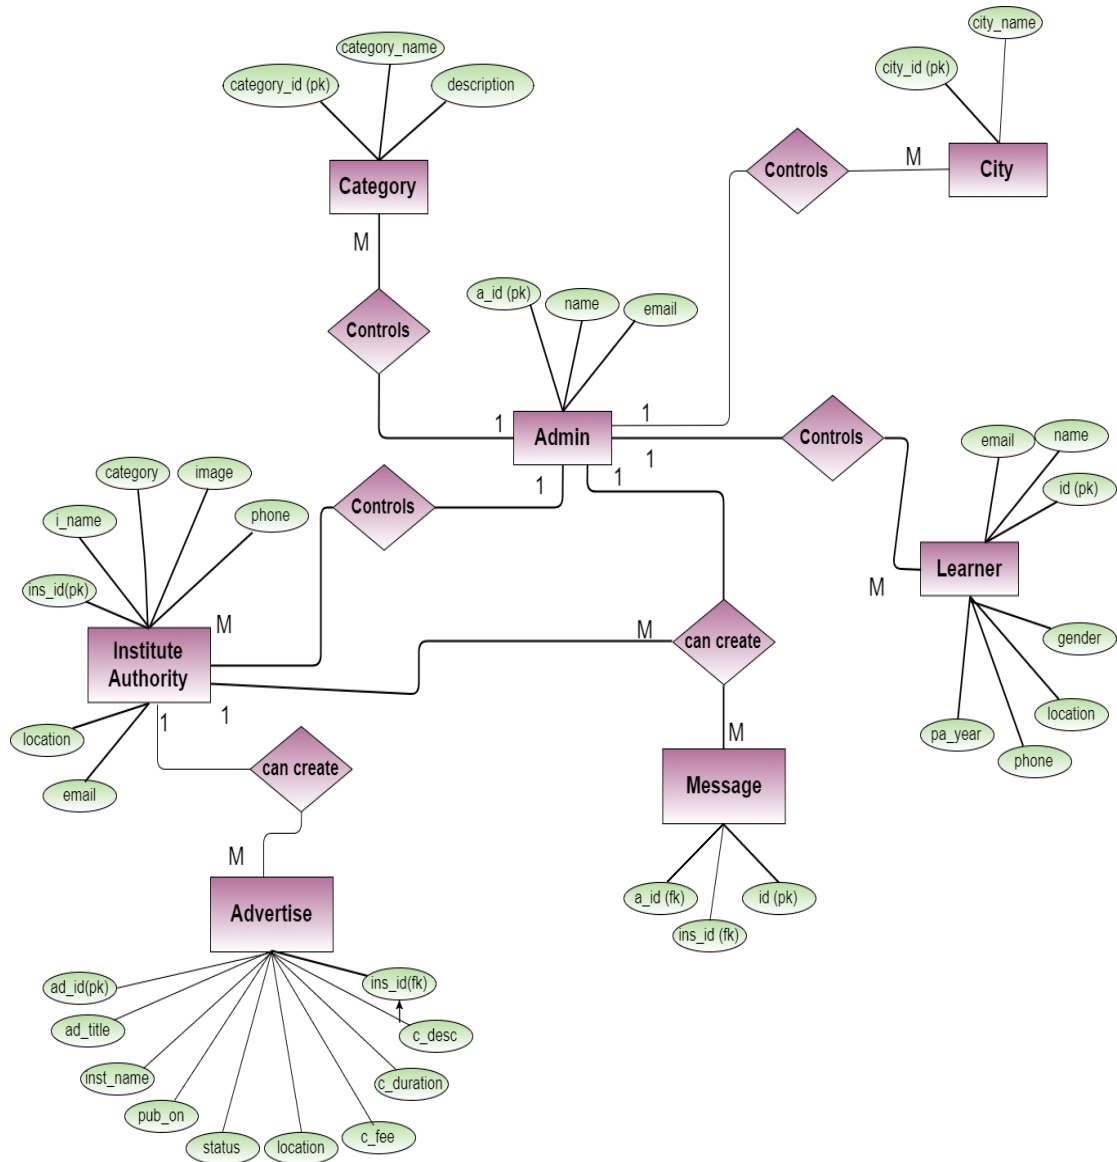 city_name
category_name
city_id (pk)
category_id (pk)
description
M
City
Controls
Category
M
a_id (pk)
name
email
Controls
1
1
Admin
Controls
1
1
1
email
name
id (pk)
category
image
i_name
phone
Controls
ins_id(pk)
Learner
M
M
Institute
Authority
M
can create
gender
location
1
1
pa_year
phone
location
email
can create
M
Message
M
a_id (fk)
id (pk)
ins_id (fk)
Advertise
ad_id(pk)
ins_id(fk)
ad_title
c_desc
inst_name
c_duration
pub_on
status
location
c_fee